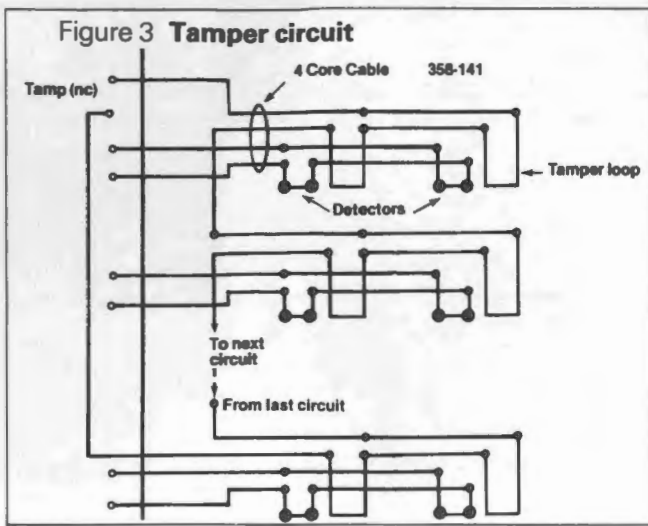 Figure 3 Tamper circuit
4 Core Cable 358-141
Tamp (nc)
Tamper loop
Detectors
To next
circuit
From last circuit